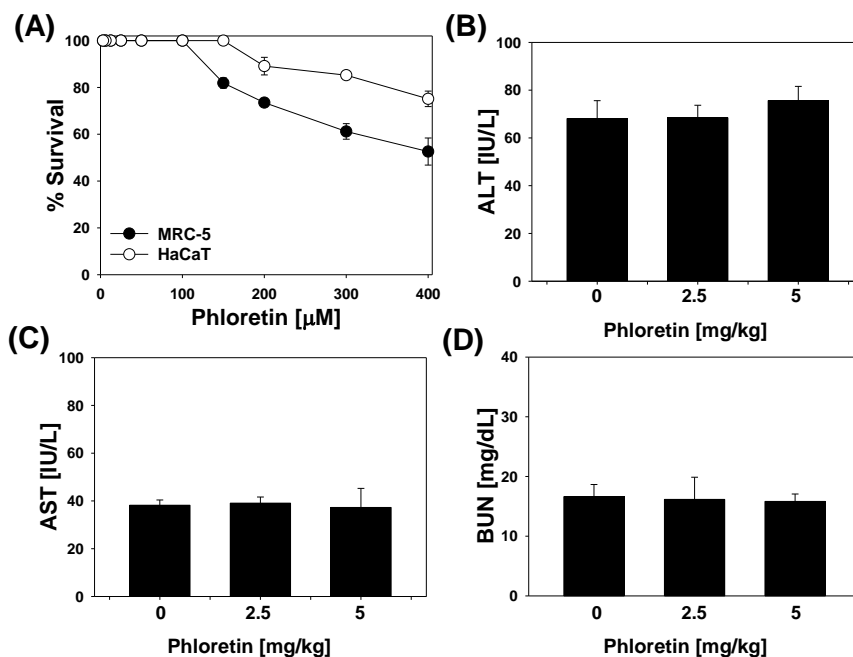 (A)
100
80
60
40
20
0
% Survival
MRC-5
HaCaT
0 100 200 300 400
Phloretin [μM]
(B)
100
80
60
40
20
0
ALT [IU/L]
0 2.5 5
Phloretin [mg/kg]
(C)
100
80
60
40
20
0
AST [IU/L]
0 2.5 5
Phloretin [mg/kg]
(D)
40
30
20
10
0
BUN [mg/dL]
0 2.5 5
Phloretin [mg/kg]